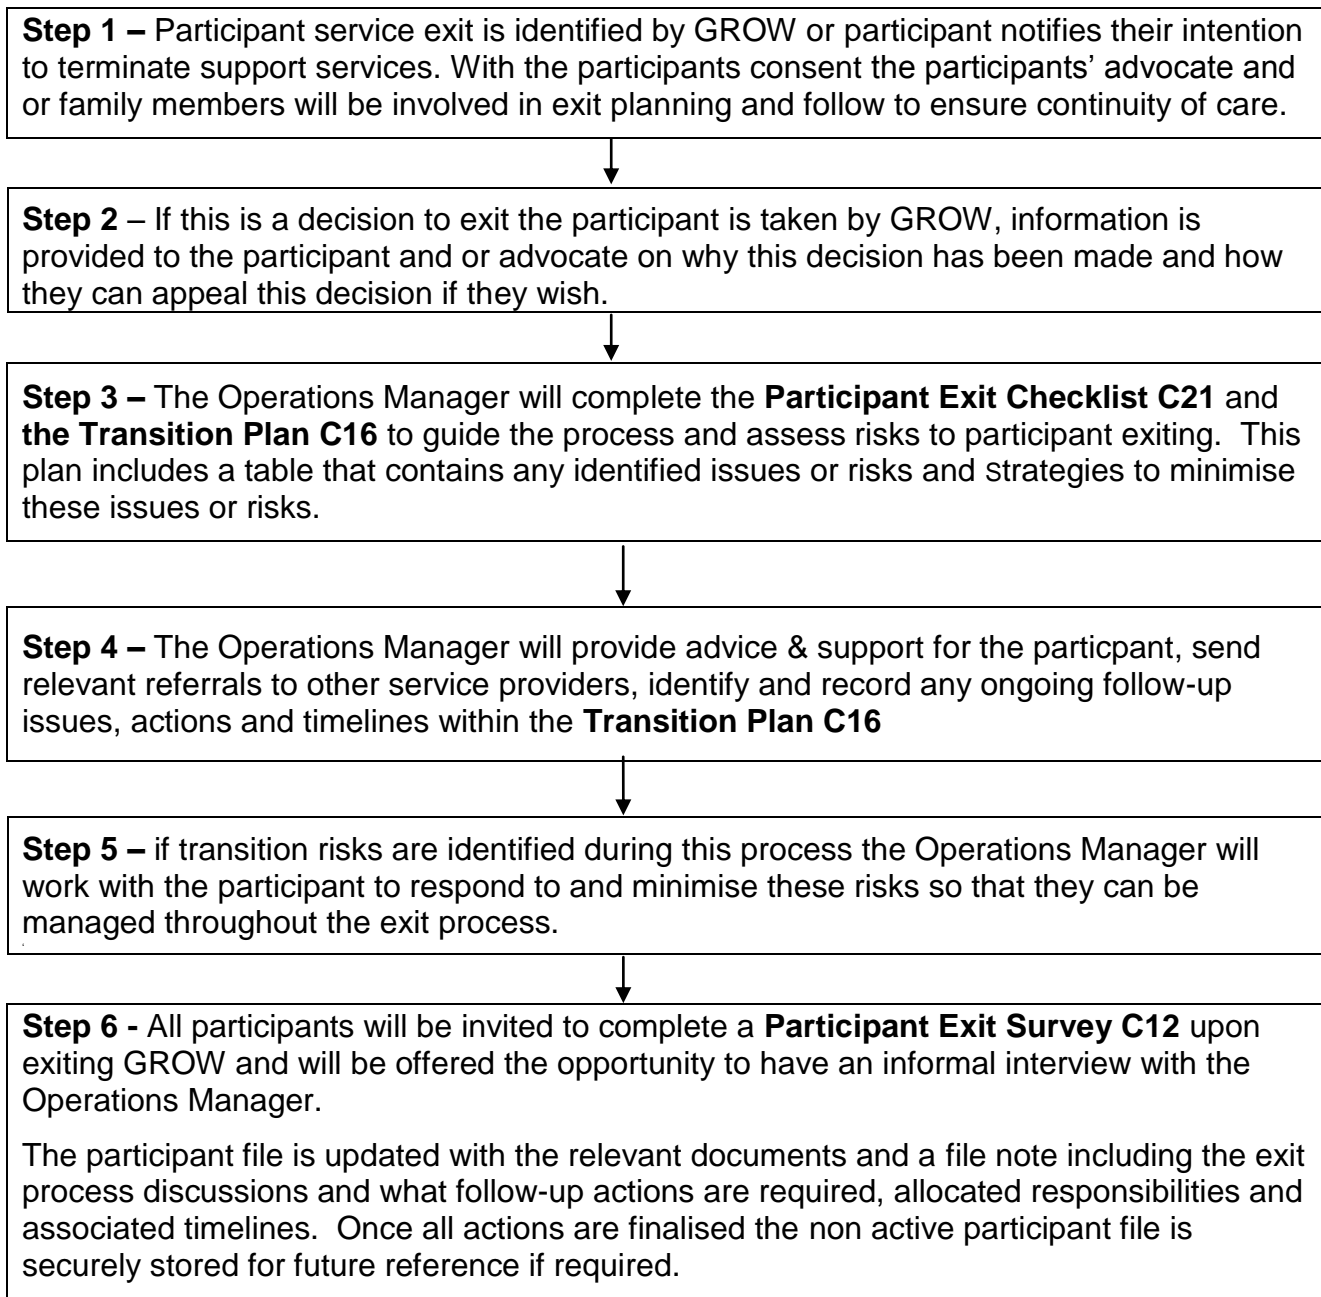 Step 1 – Participant service exit is identified by GROW or participant notifies their intention
to terminate support services. With the participants consent the participants’ advocate and
or family members will be involved in exit planning and follow to ensure continuity of care.
Step 2 – If this is a decision to exit the participant is taken by GROW, information is
provided to the participant and or advocate on why this decision has been made and how
they can appeal this decision if they wish.
Step 3 – The Operations Manager will complete the Participant Exit Checklist C21 and
the Transition Plan C16 to guide the process and assess risks to participant exiting.  This
plan includes a table that contains any identified issues or risks and Strategies to minimise
these issues or risks.
Step 4 – The Operations Manager will provide advice & support for the particpant, send
relevant referrals to other service providers, identify and record any ongoing follow-up
issues, actions and timelines within the Transition Plan C16
Step 5 – if transition risks are identified during this process the Operations Manager will
work with the participant to respond to and minimise these risks so that they can be
managed throughout the exit process.
Step 6 - All participants will be invited to complete a Participant Exit Survey C12 upon
exiting GROW and will be offered the opportunity to have an informal interview with the
Operations Manager.
The participant file is updated with the relevant documents and a file note including the exit
process discussions and what follow-up actions are required, allocated responsibilities and
associated timelines.  Once all actions are finalised the non active participant file is
securely stored for future reference if required.